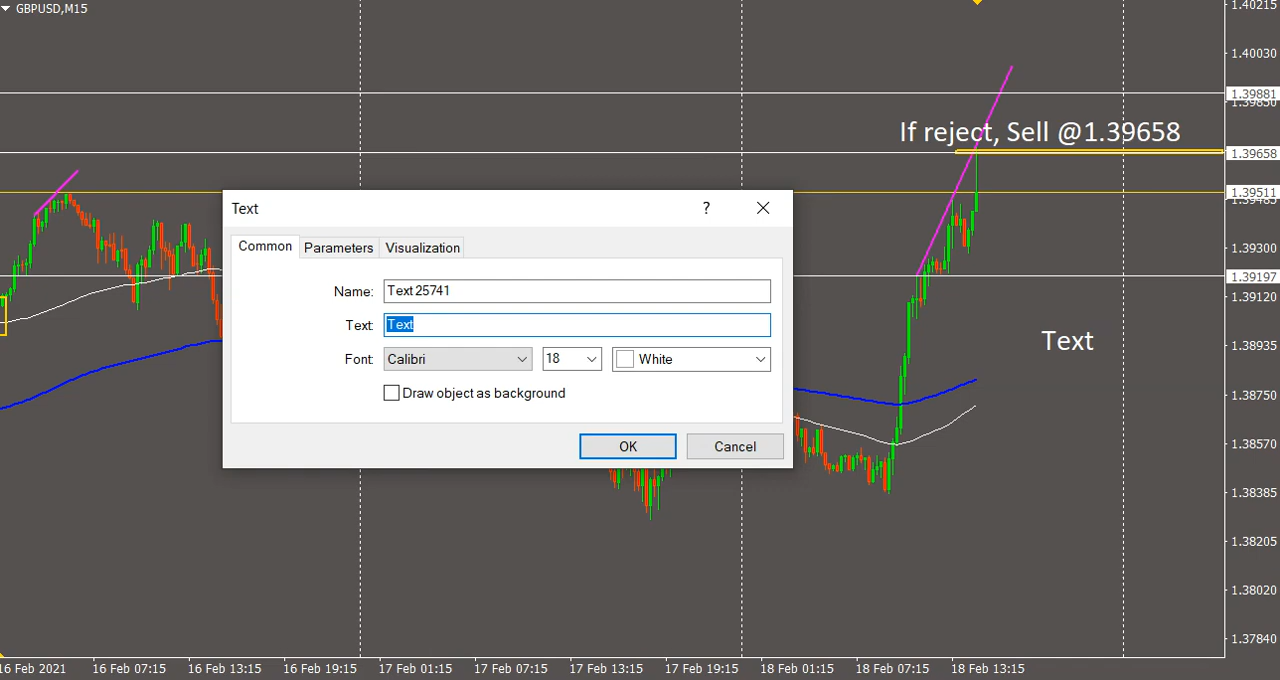 GBPUSD,M15
1.40215
1.40030
1.39881
1.39850
If reject, Sell @1.39658
1.39658
1.39511
1.39485
Text
? 
Common Parameters Visualization
1.39300
1.39197
Name: Text 25741
1.39120
Text: Text
Text
1.38935
Font: Calibri 18 White
Draw object as background
1.38750
OK Cancel
1.38570
1.38385
1.38205
1.38020
1.37840
16 Feb 2021 16 Feb 07:15 16 Feb 13:15 16 Feb 19:15 17 Feb 01:15 17 Feb 07:15 17 Feb 13:15 17 Feb 19:15 18 Feb 01:15 18 Feb 07:15 18 Feb 13:15